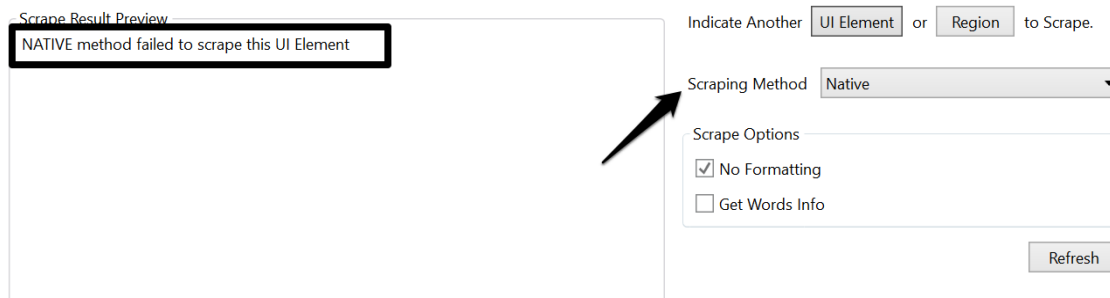 Scrape Result Preview
NATIVE method failed to scrape this UI Element
Indicate Another UI Element or Region to Scrape.
Scraping Method Native
Scrape Options
No Formatting
Get Words Info
Refresh